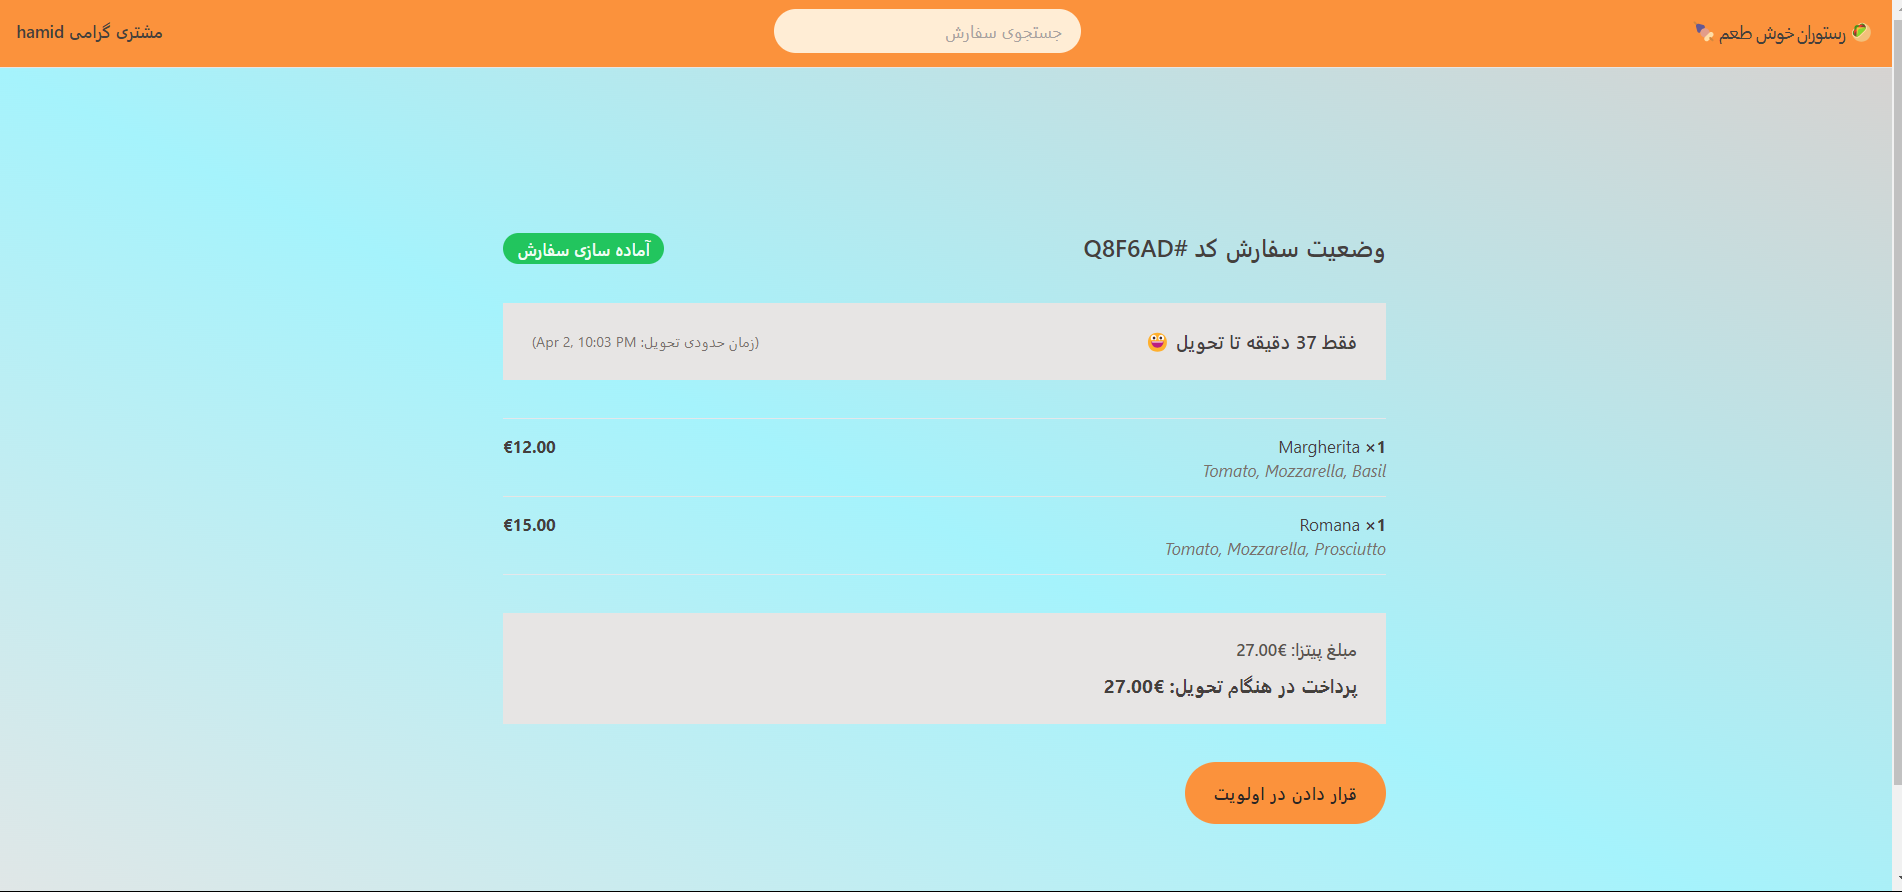 🌮 رستوران خوش طعم 🍡
جستجوی سفارش
مشتری گرامی hamid
وضعیت سفارش کد #Q8F6AD
آماده سازی سفارش
فقط 37 دقیقه تا تحویل 😀
(زمان حدودی تحویل: Apr 2, 10:03 PM)
1× Margherita
€12.00
Tomato, Mozzarella, Basil
1× Romana
€15.00
Tomato, Mozzarella, Prosciutto
مبلغ پیتزا: €27.00
پرداخت در هنگام تحویل: €27.00
قرار دادن در اولویت